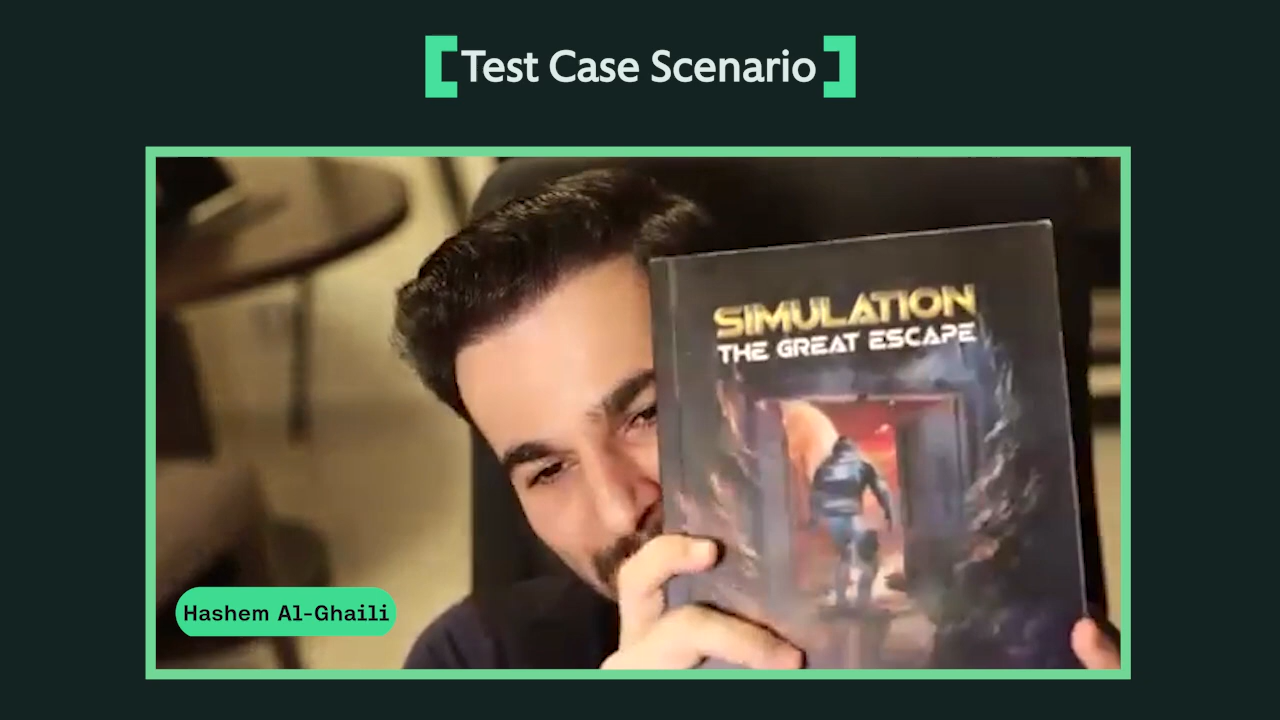 Test Case Scenario
SIMULATION
THE GREAT ESCAPE
Hashem Al-Ghaili